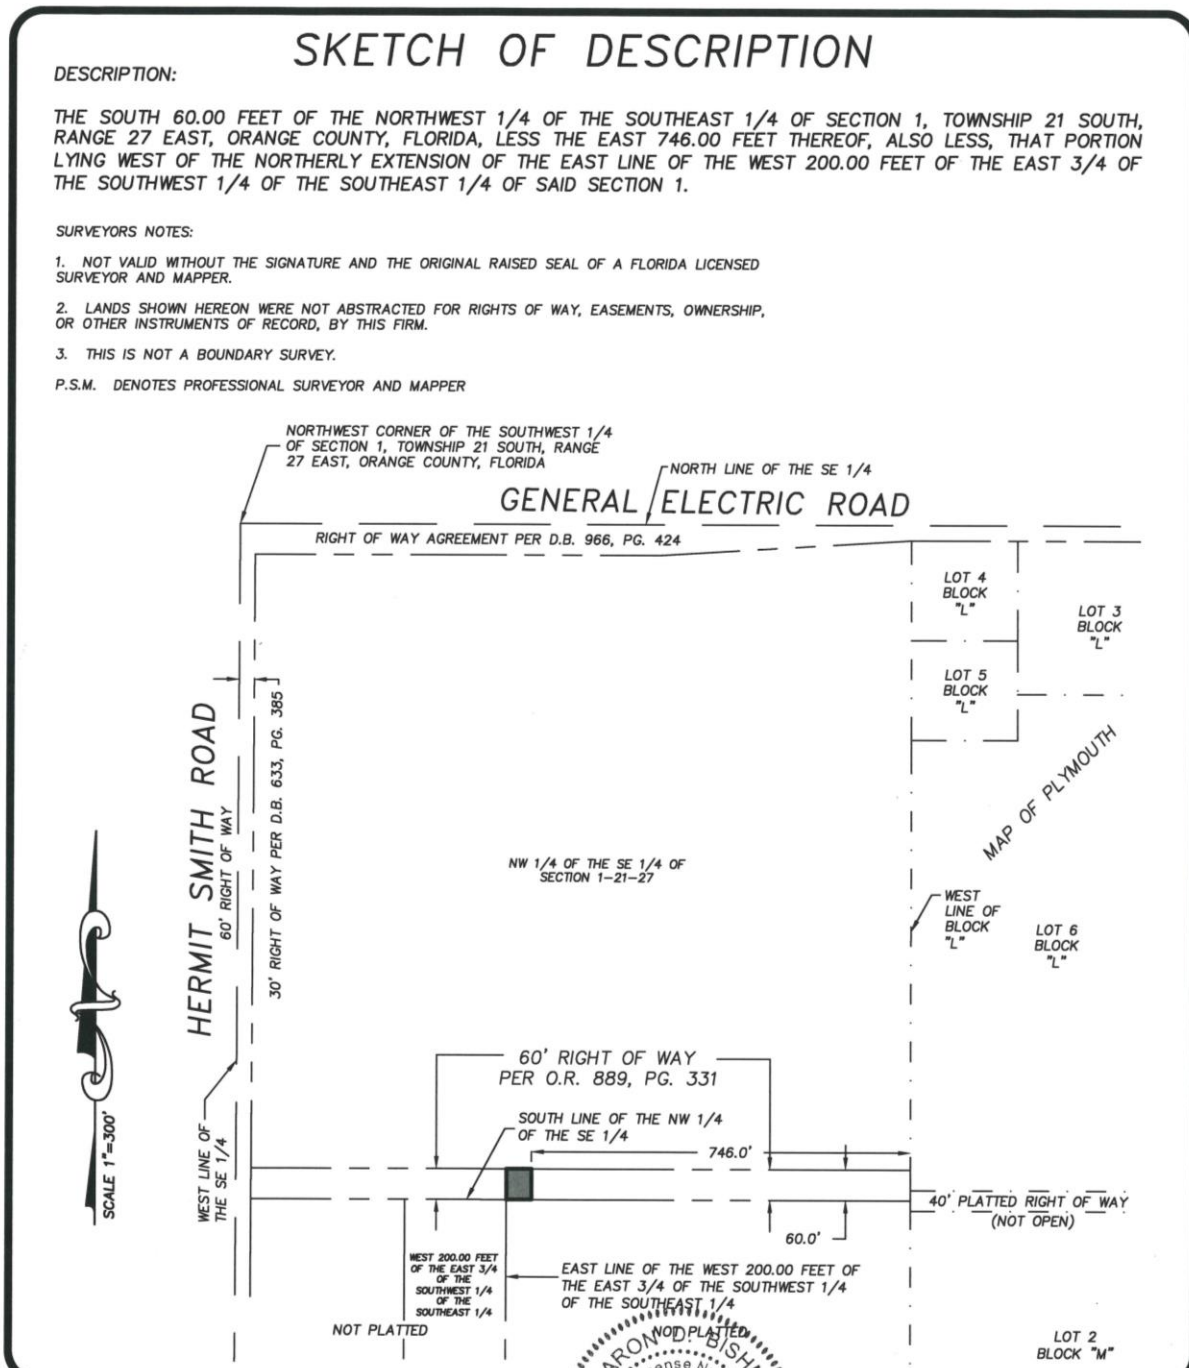 SKETCH OF DESCRIPTION
DESCRIPTION:
THE SOUTH 60.00 FEET OF THE NORTHWEST 1/4 OF THE SOUTHEAST 1/4 OF SECTION 1, TOWNSHIP 21 SOUTH,
RANGE 27 EAST, ORANGE COUNTY, FLORIDA, LESS THE EAST 746.00 FEET THEREOF, ALSO LESS, THAT PORTION
LYING WEST OF THE NORTHERLY EXTENSION OF THE EAST LINE OF THE WEST 200.00 FEET OF THE EAST 3/4 OF
THE SOUTHWEST 1/4 OF THE SOUTHEAST 1/4 OF SAID SECTION 1.
SURVEYORS NOTES:
1. NOT VALID WITHOUT THE SIGNATURE AND THE ORIGINAL RAISED SEAL OF A FLORIDA LICENSED
SURVEYOR AND MAPPER.
2. LANDS SHOWN HEREON WERE NOT ABSTRACTED FOR RIGHTS OF WAY, EASEMENTS, OWNERSHIP,
OR OTHER INSTRUMENTS OF RECORD, BY THIS FIRM.
3. THIS IS NOT A BOUNDARY SURVEY.
P.S.M. DENOTES PROFESSIONAL SURVEYOR AND MAPPER
NORTHWEST CORNER OF THE SOUTHWEST 1/4
OF SECTION 1, TOWNSHIP 21 SOUTH, RANGE
27 EAST, ORANGE COUNTY, FLORIDA
NORTH LINE OF THE SE 1/4
GENERAL ELECTRIC ROAD
RIGHT OF WAY AGREEMENT PER D.B. 966, PG. 424
LOT 4
BLOCK
"L"
LOT 3
BLOCK
"L"
LOT 5
BLOCK
"L"
HERMIT SMITH ROAD
60' RIGHT OF WAY
30' RIGHT OF WAY PER D.B. 633, PG. 385
MAP OF PLYMOUTH
NW 1/4 OF THE SE 1/4 OF
SECTION 1-21-27
WEST
LINE OF
BLOCK
"L"
LOT 6
BLOCK
"L"
SCALE 1"=300'
WEST LINE OF
THE SE 1/4
60' RIGHT OF WAY
PER O.R. 889, PG. 331
SOUTH LINE OF THE NW 1/4
OF THE SE 1/4
746.0'
40' PLATTED RIGHT OF WAY
(NOT OPEN)
60.0'
WEST 200.00 FEET
OF THE EAST 3/4
OF THE
SOUTHWEST 1/4
OF THE
SOUTHEAST 1/4
EAST LINE OF THE WEST 200.00 FEET OF
THE EAST 3/4 OF THE SOUTHWEST 1/4
OF THE SOUTHEAST 1/4
NOT PLATTED
NOT PLATTED
LOT 2
BLOCK "M"